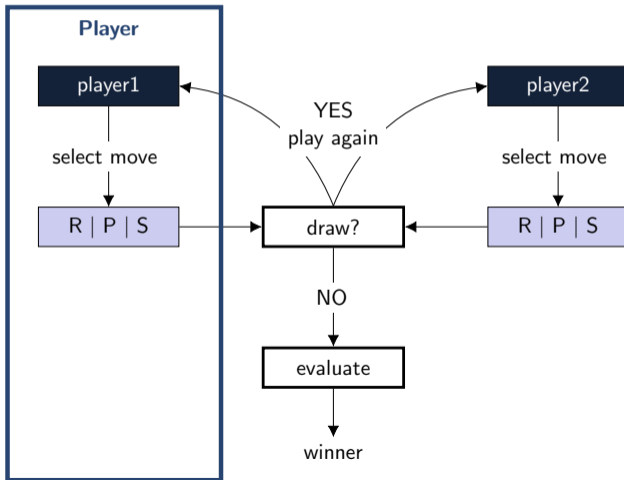 Player
player1
player2
YES
play again
select move
select move
R | P | S
draw?
R | P | S
NO
evaluate
winner